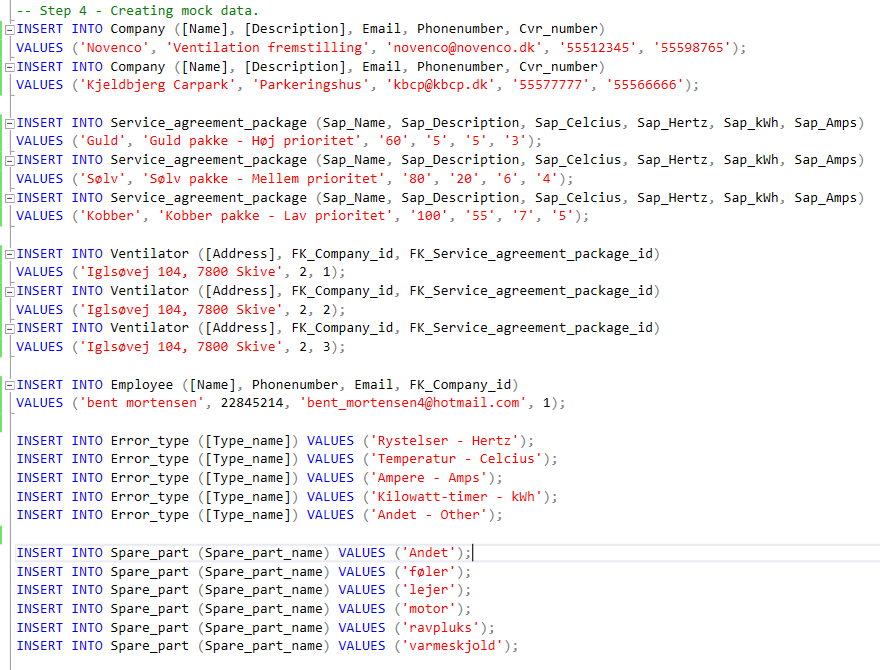 -- Step 4 - Creating mock data.
INSERT INTO Company ([Name], [Description], Email, Phonenumber, Cvr_number)
VALUES ('Novenco', 'Ventilation fremstilling', 'novenco@novenco.dk', '55512345', '55598765');
INSERT INTO Company ([Name], [Description], Email, Phonenumber, Cvr_number)
VALUES ('Kjeldbjerg Carpark', 'Parkeringshus', 'kbcp@kbcp.dk', '55577777', '55566666');
INSERT INTO Service_agreement_package (Sap_Name, Sap_Description, Sap_Celcius, Sap_Hertz, Sap_kWh, Sap_Amps)
VALUES ('Guld', 'Guld pakke - Høj prioritet', '60', '5', '5', '3');
INSERT INTO Service_agreement_package (Sap_Name, Sap_Description, Sap_Celcius, Sap_Hertz, Sap_kWh, Sap_Amps)
VALUES ('Sølv', 'Sølv pakke - Mellem prioritet', '80', '20', '6', '4');
INSERT INTO Service_agreement_package (Sap_Name, Sap_Description, Sap_Celcius, Sap_Hertz, Sap_kWh, Sap_Amps)
VALUES ('Kobber', 'Kobber pakke - Lav prioritet', '100', '55', '7', '5');
INSERT INTO Ventilator ([Address], FK_Company_id, FK_Service_agreement_package_id)
VALUES ('Iglsøvej 104, 7800 Skive', 2, 1);
INSERT INTO Ventilator ([Address], FK_Company_id, FK_Service_agreement_package_id)
VALUES ('Iglsøvej 104, 7800 Skive', 2, 2);
INSERT INTO Ventilator ([Address], FK_Company_id, FK_Service_agreement_package_id)
VALUES ('Iglsøvej 104, 7800 Skive', 2, 3);
INSERT INTO Employee ([Name], Phonenumber, Email, FK_Company_id)
VALUES ('bent mortensen', 22845214, 'bent_mortensen4@hotmail.com', 1);
INSERT INTO Error_type ([Type_name]) VALUES ('Rystelser - Hertz');
INSERT INTO Error_type ([Type_name]) VALUES ('Temperatur - Celcius');
INSERT INTO Error_type ([Type_name]) VALUES ('Ampere - Amps');
INSERT INTO Error_type ([Type_name]) VALUES ('Kilowatt-timer - kWh');
INSERT INTO Error_type ([Type_name]) VALUES ('Andet - Other');
INSERT INTO Spare_part (Spare_part_name) VALUES ('Andet');
INSERT INTO Spare_part (Spare_part_name) VALUES ('føler');
INSERT INTO Spare_part (Spare_part_name) VALUES ('lejer');
INSERT INTO Spare_part (Spare_part_name) VALUES ('motor');
INSERT INTO Spare_part (Spare_part_name) VALUES ('ravpluks');
INSERT INTO Spare_part (Spare_part_name) VALUES ('varmeskjold');